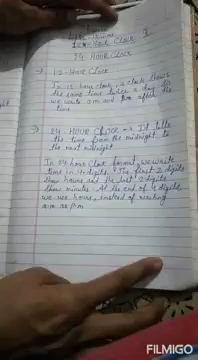 Time
12 - Hour Clock
24 Hour Clock
→ 12-Hour Clock
In 12 hour clock, a clock shows
the same time twice a day. So
we write a.m and p.m after the
time
→ 24-HOUR CLOCK → It tells
the time from the midnight to
the next midnight
In 24 hour clock format, we write
time in 4-digits. The first 2 digits
show hours and the last 2 digits
show minutes. At the end of 4 digits
we use hours, instead of writing
a.m or p.m
FILMIGO